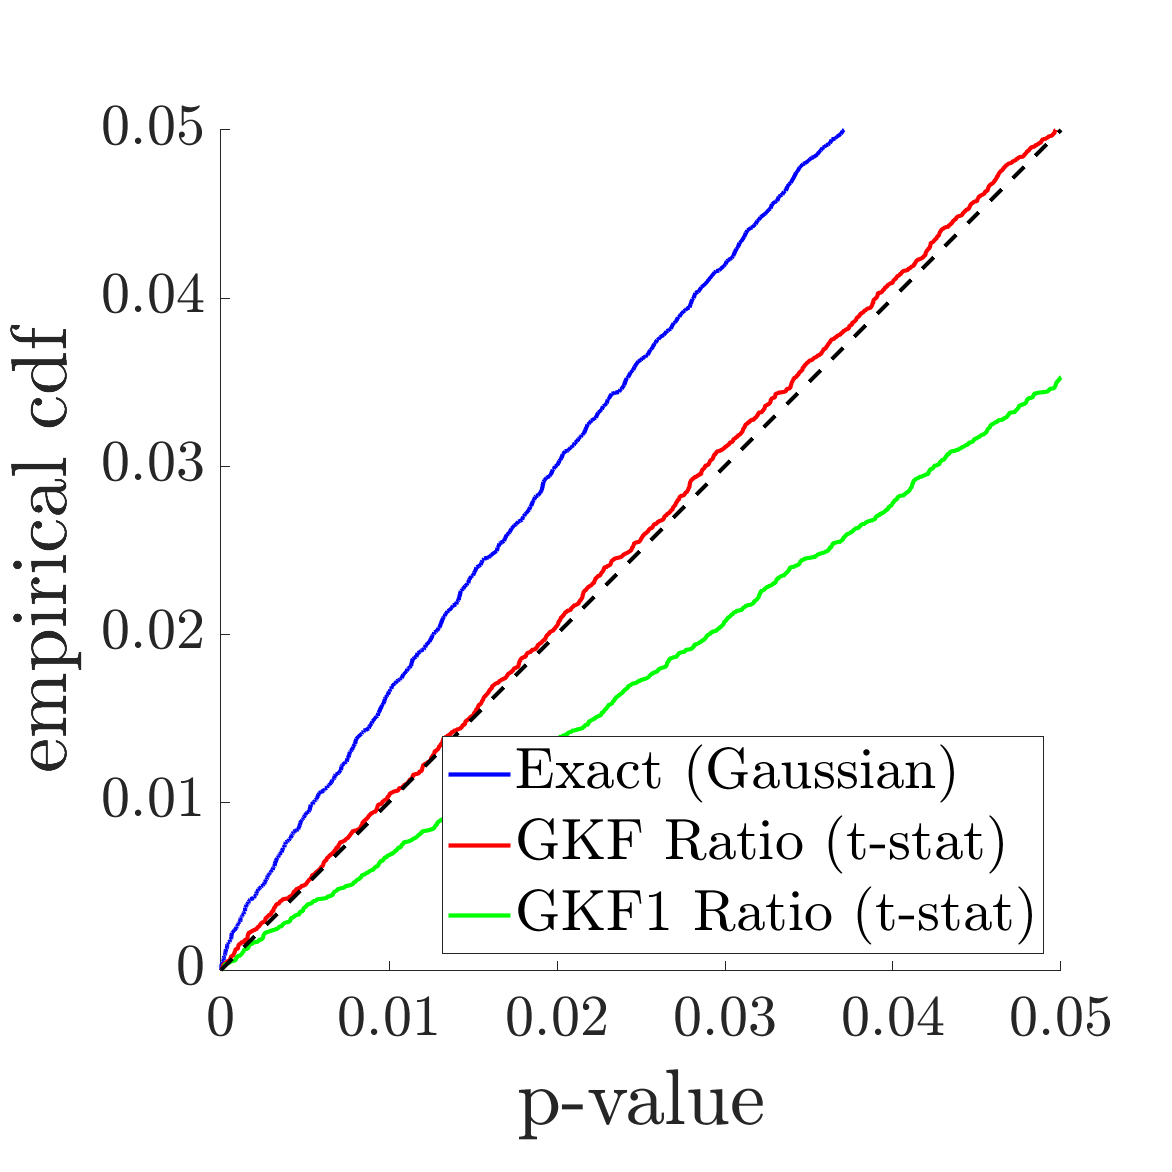 0.05
0.04
0.03
0.02
0.01
0
empirical cdf
Exact (Gaussian)
GKF Ratio (t-stat)
GKF1 Ratio (t-stat)
0 0.01 0.02 0.03 0.04 0.05
p-value